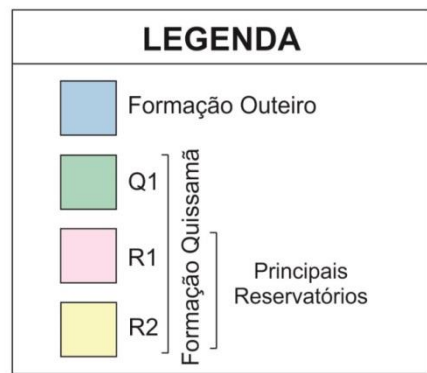 LEGENDA
Formação Outeiro
Q1
R1
R2
Formação Quissamã
Principais
Reservatórios